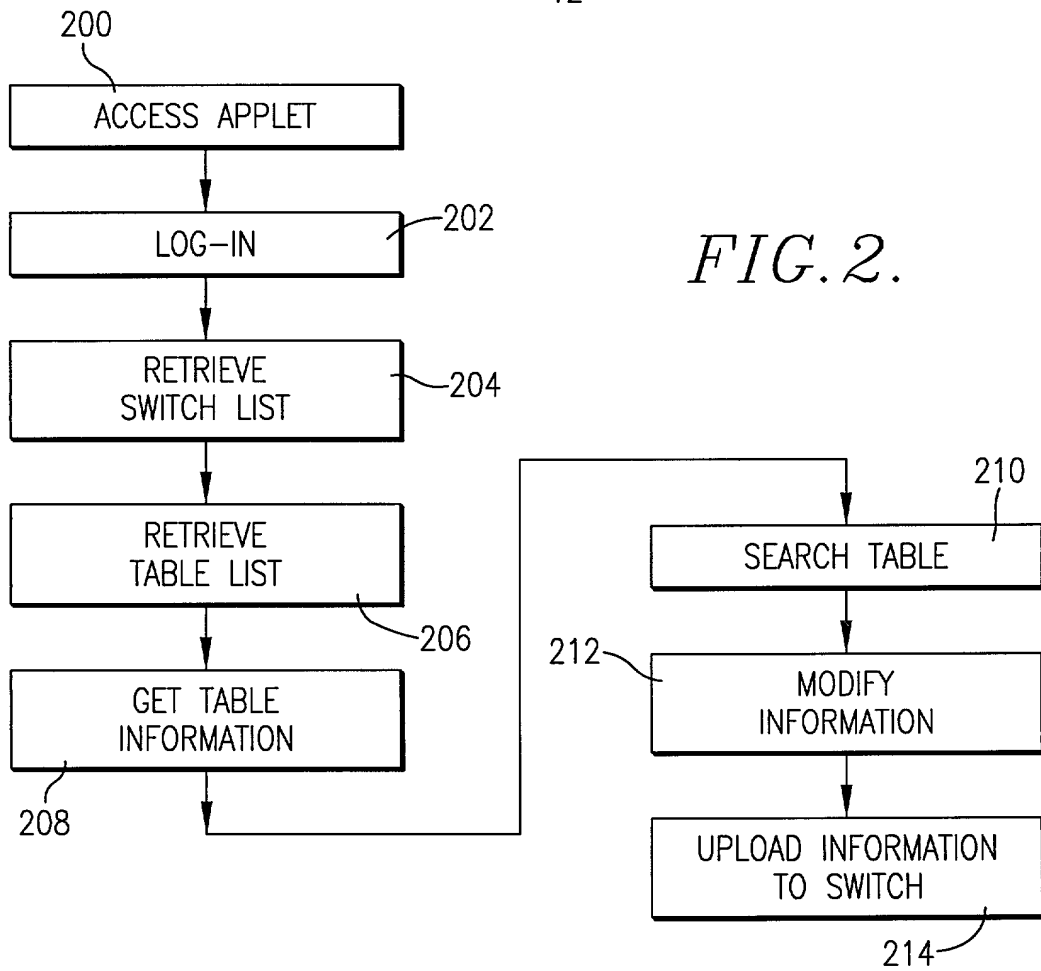 200
ACCESS APPLET
LOG-IN
202
FIG. 2.
RETRIEVE
SWITCH LIST
204
RETRIEVE
TABLE LIST
206
GET TABLE
INFORMATION
208
210
SEARCH TABLE
212
MODIFY
INFORMATION
UPLOAD INFORMATION
TO SWITCH
214